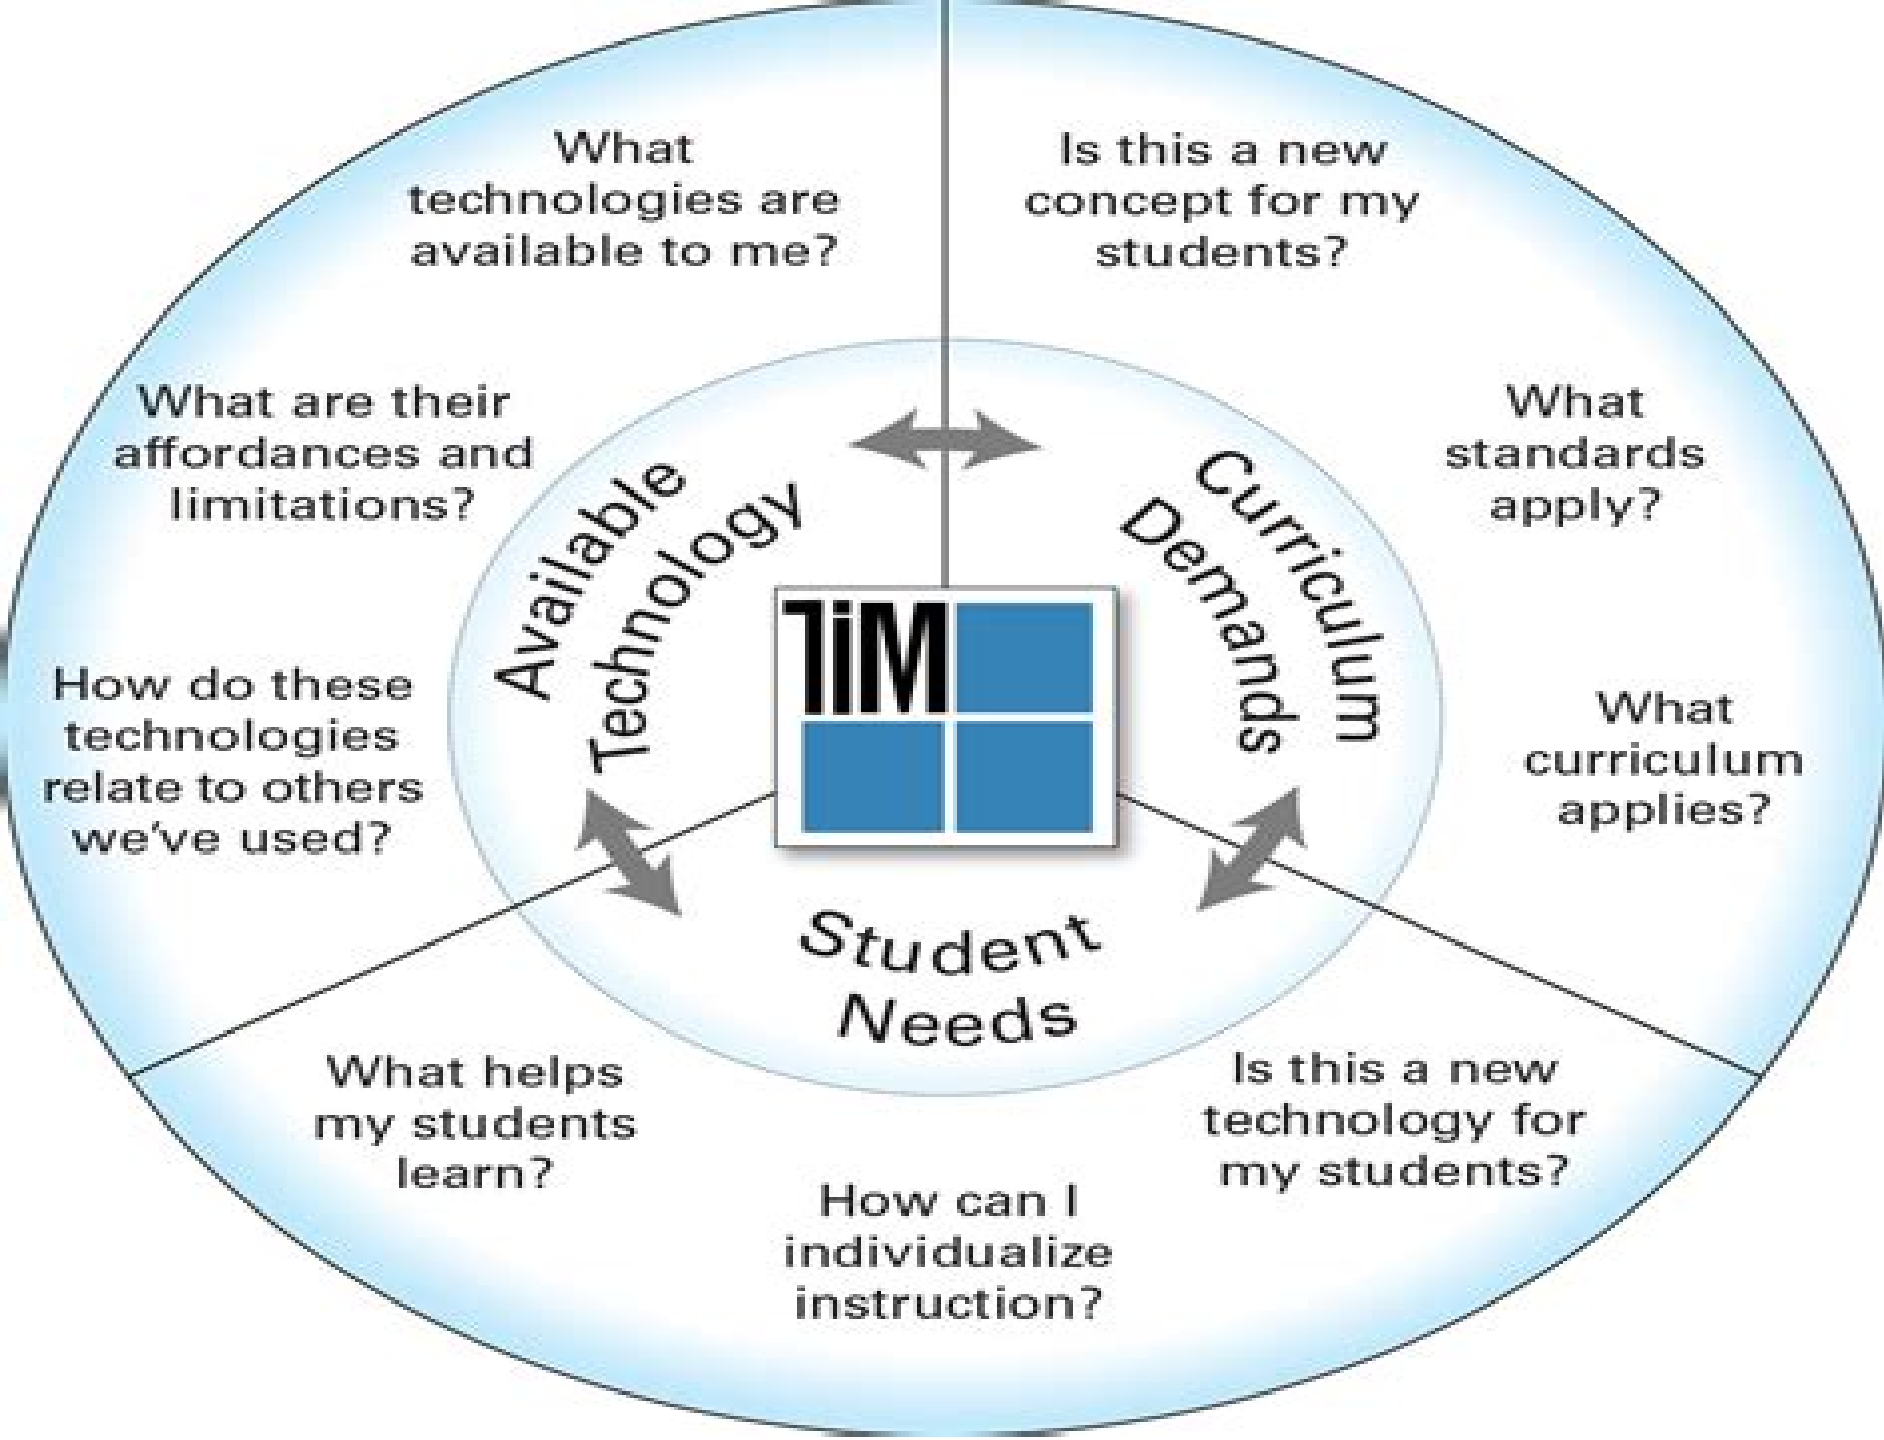 What
technologies are
available to me?
Is this a new
concept for my
students?
What are their
affordances and
limitations?
What
standards
apply?
Available
Technology
Curriculum
Demands
TiM
How do these
technologies
relate to others
we've used?
What
curriculum
applies?
Student
Needs
What helps
my students
learn?
How can I
individualize
instruction?
Is this a new
technology for
my students?